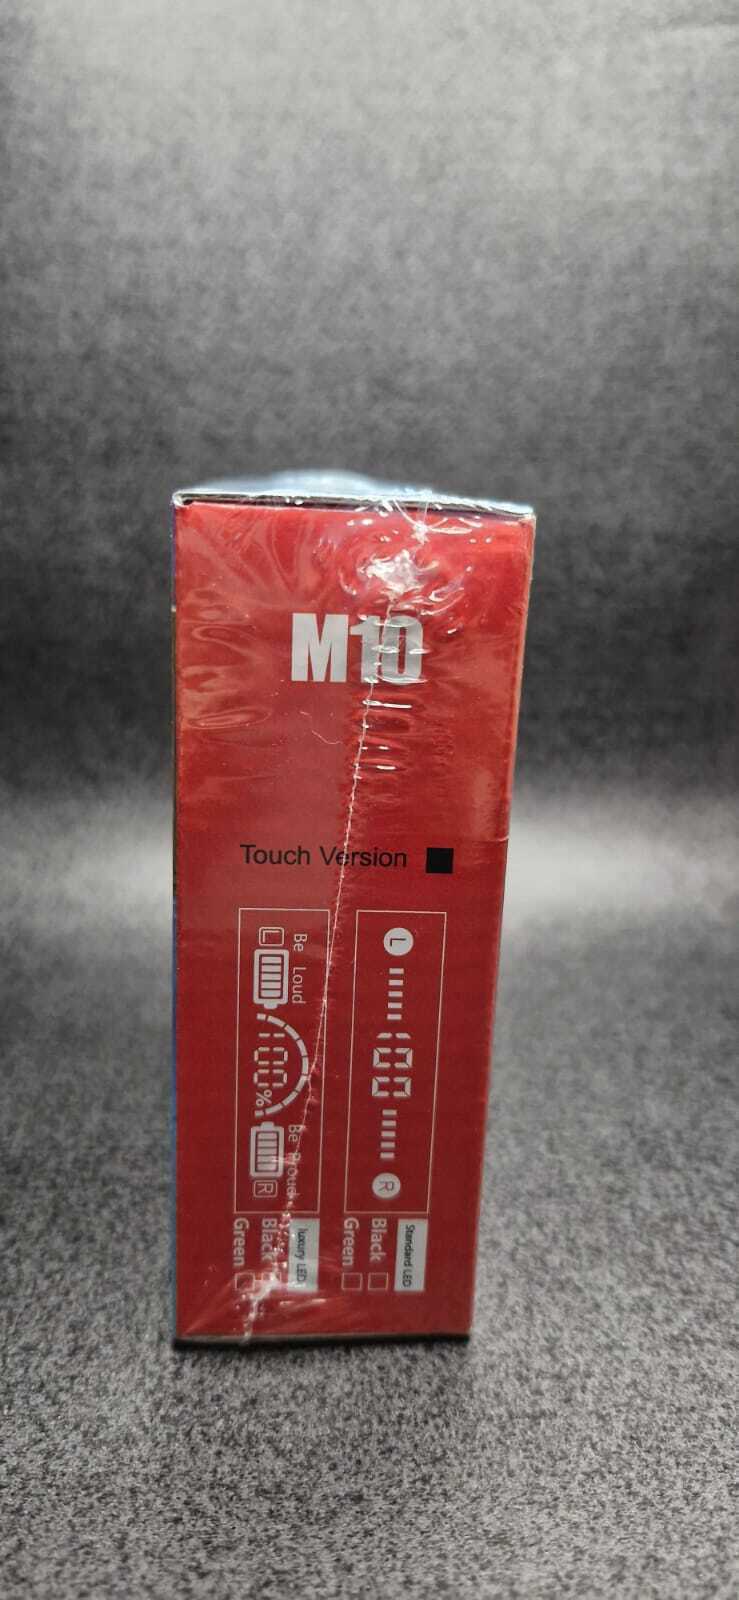 M10
Touch Version
L 100 R
Standard LED
Black
Green
Be Loud Be Proud
L 100% R
luxury LED
Black
Green